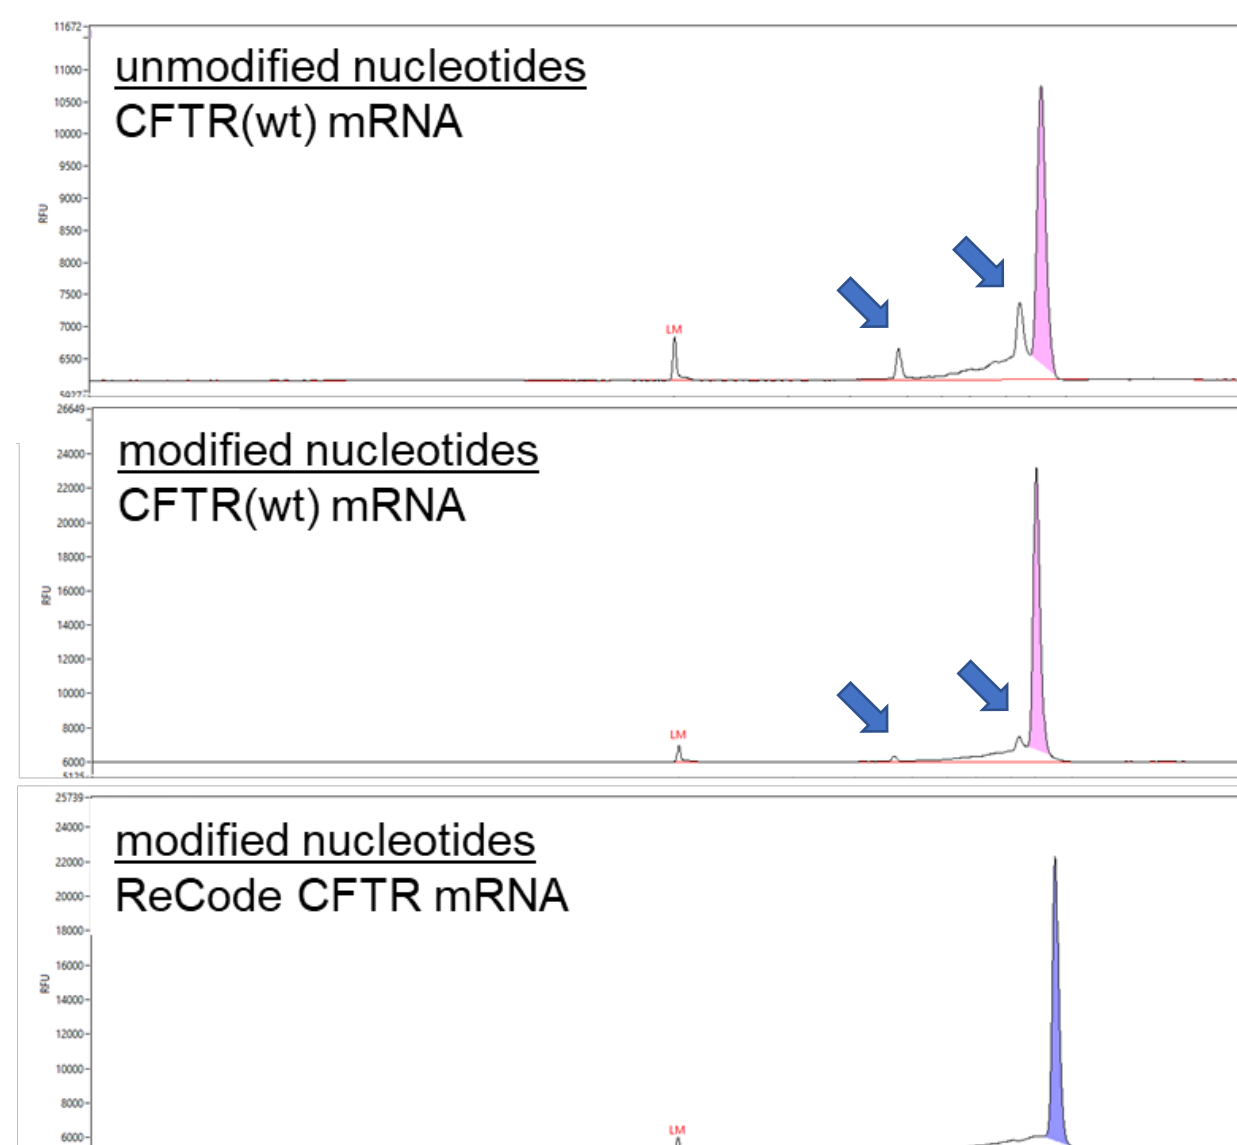 11672
unmodified nucleotides
CFTR(wt) mRNA
11000
10500
10000
9500
9000
RFU
8500
8000
7500
7000
LM
6500
26649
modified nucleotides
CFTR(wt) mRNA
24000
22000
20000
18000
RFU
16000
14000
12000
10000
8000
LM
6000
25739
modified nucleotides
ReCode CFTR mRNA
24000
22000
20000
18000
RFU
16000
14000
12000
10000
8000
LM
6000